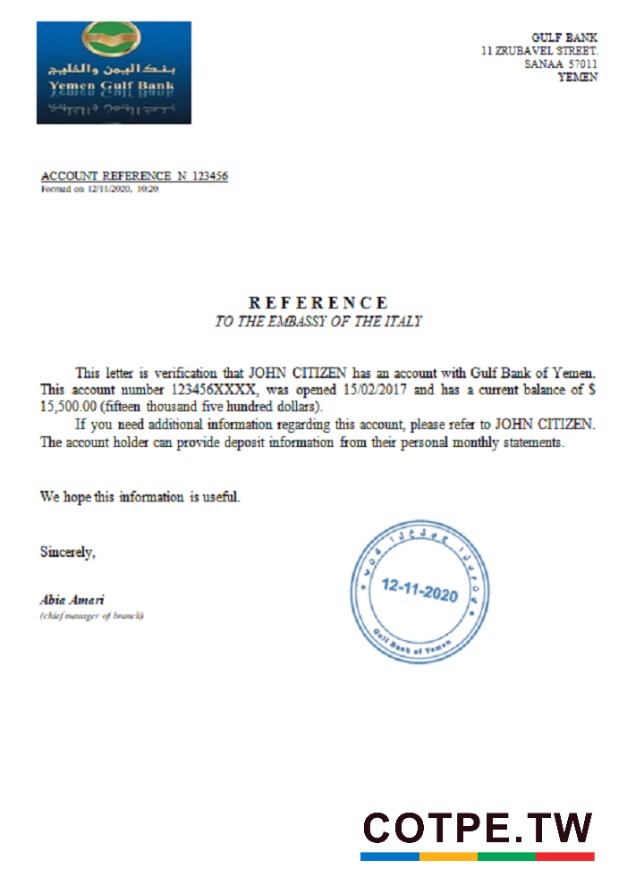 GULF BANK
11 ZRUBAVEL STREET.
SANAA 57011
YEMEN
بنك اليمن والخليج
Yemen Gulf Bank
ACCOUNT REFERENCE N 123456
Formed on 12/11/2020, 10:20
REFERENCE
TO THE EMBASSY OF THE ITALY
This letter is verification that JOHN CITIZEN has an account with Gulf Bank of Yemen.
This account number 123456XXXX, was opened 15/02/2017 and has a current balance of $
15,500.00 (fifteen thousand five hundred dollars).
If you need additional information regarding this account, please refer to JOHN CITIZEN.
The account holder can provide deposit information from their personal monthly statements.
We hope this information is useful.
Sincerely,
Abia Amari
(chief manager of branch)
12-11-2020
Gulf Bank of Yemen
COTPE.TW